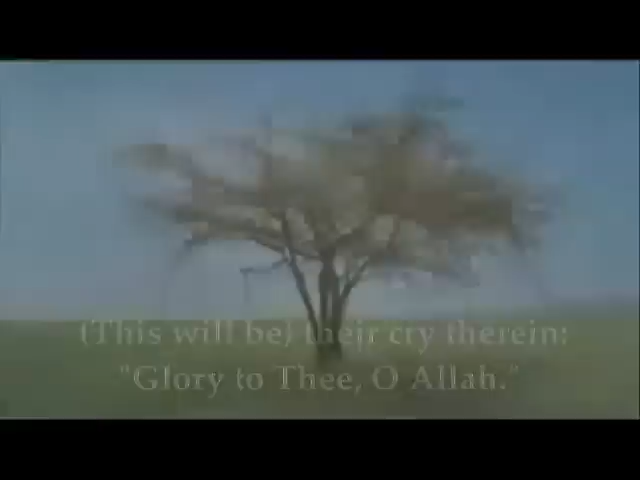 (This will be) their cry therein:
"Glory to Thee, O Allah."